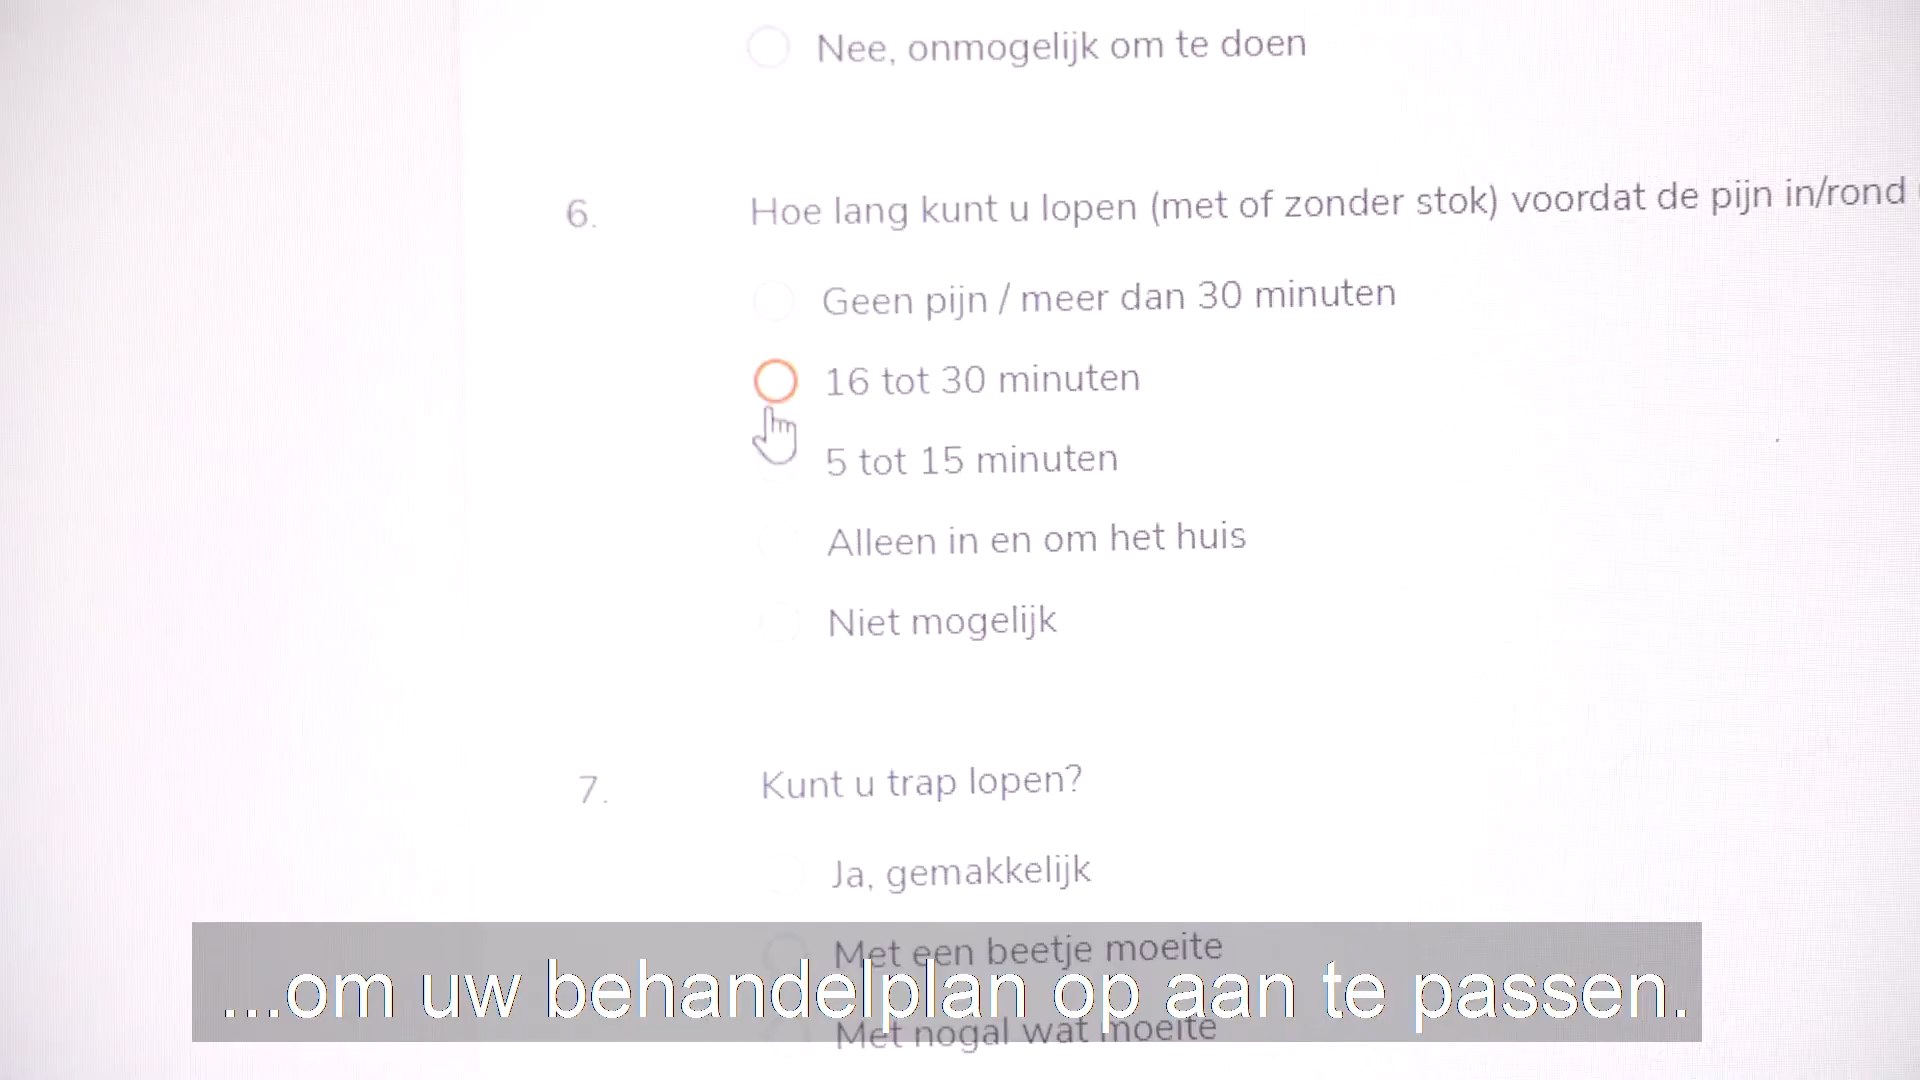 Nee, onmogelijk om te doen
6. Hoe lang kunt u lopen (met of zonder stok) voordat de pijn in/rond
Geen pijn / meer dan 30 minuten
16 tot 30 minuten
5 tot 15 minuten
Alleen in en om het huis
Niet mogelijk
7. Kunt u trap lopen?
Ja, gemakkelijk
Met een beetje moeite
...om uw behandelplan op aan te passen.
Met nogal wat moeite